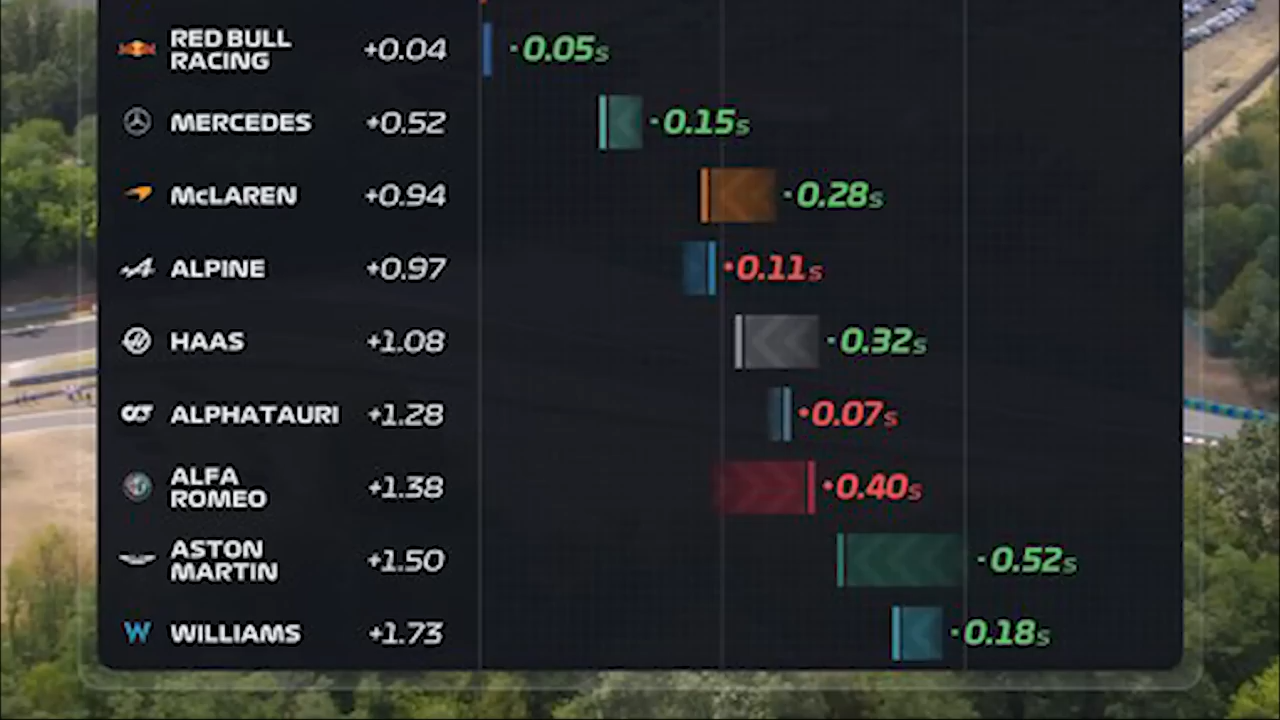 RED BULL RACING +0.04 -0.05s
MERCEDES +0.52 -0.15s
McLAREN +0.94 -0.28s
ALPINE +0.97 +0.11s
HAAS +1.08 -0.32s
ALPHATAURI +1.28 +0.07s
ALFA ROMEO +1.38 +0.40s
ASTON MARTIN +1.50 -0.52s
WILLIAMS +1.73 -0.18s